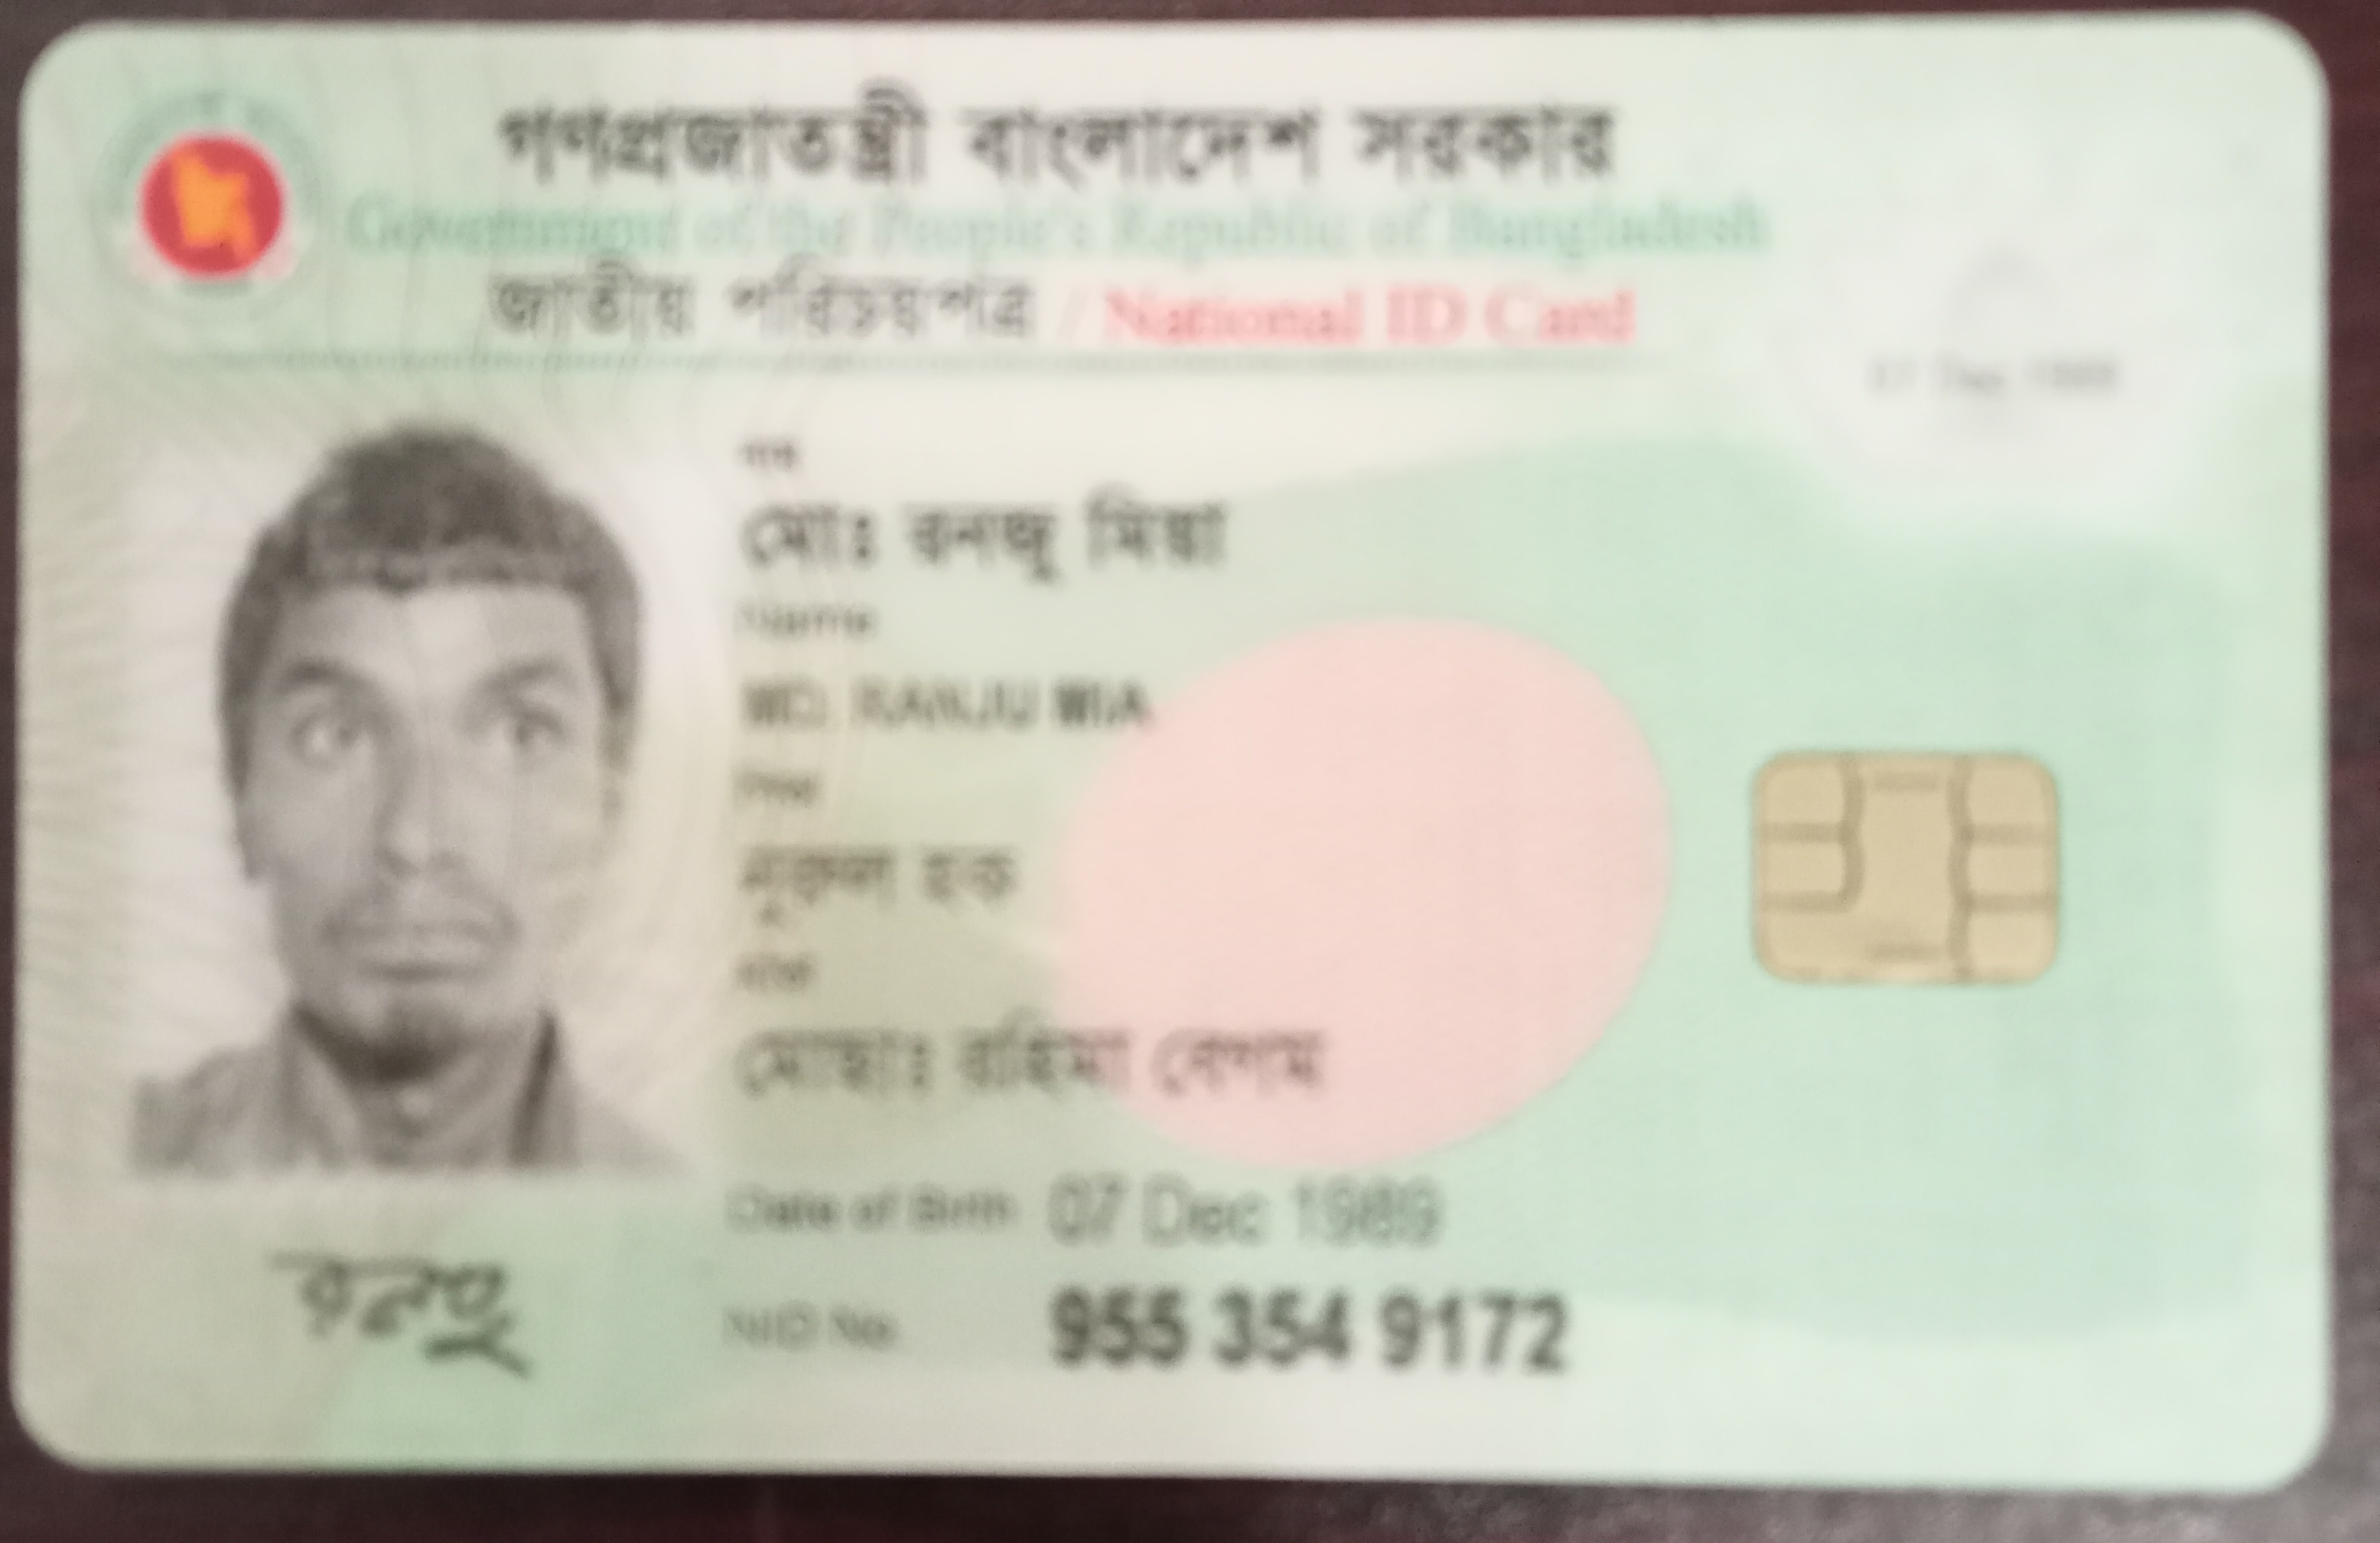 গণপ্রজাতন্ত্রী বাংলাদেশ সরকার
Government of the People's Republic of Bangladesh
জাতীয় পরিচয়পত্র / National ID Card
07 Dec 1989
নাম
মোঃ রনজু মিয়া
Name
MD. RANJU MIA
পিতা
নূরুল হক
মাতা
মোছাঃ রহিমা বেগম
Date of Birth 07 Dec 1989
NID No. 955 354 9172
রনজু